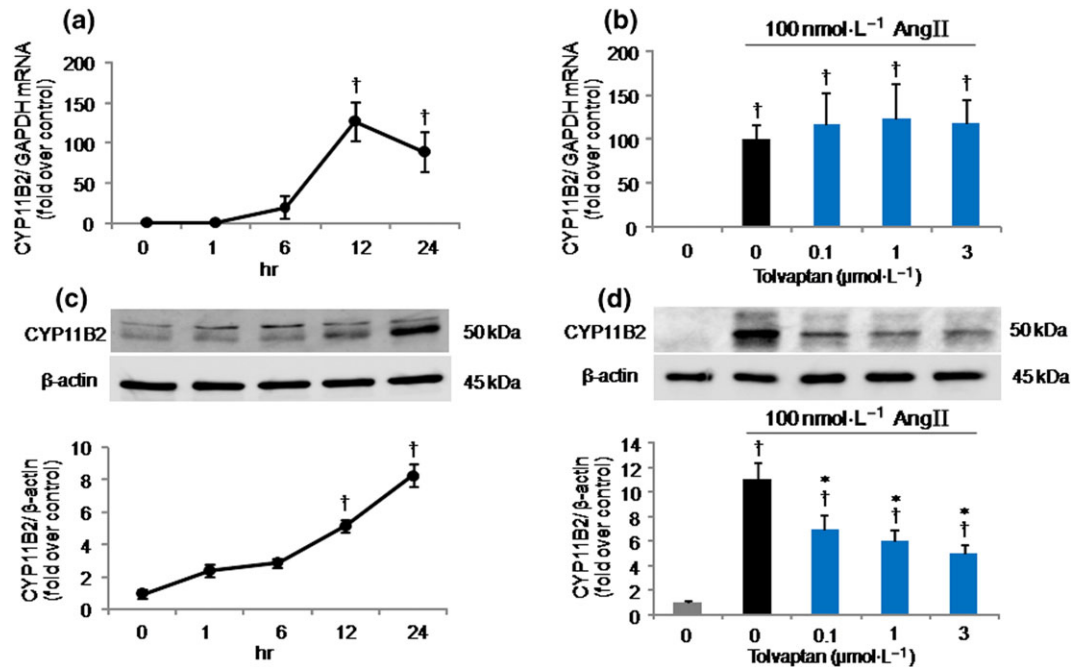 (a)
CYP11B2/ GAPDH mRNA
(fold over control)
200
150
100
50
0
†
†
0 1 6 12 24
hr
(b)
100 nmol·L⁻¹ AngII
CYP11B2/ GAPDH mRNA
(fold over control)
200
150
100
50
0
† † † †
0 0 0.1 1 3
Tolvaptan (μmol·L⁻¹)
(c)
CYP11B2 50 kDa
β-actin 45 kDa
CYP11B2/ β-actin
(fold over control)
10
8
6
4
2
0
†
†
0 1 6 12 24
hr
(d)
CYP11B2 50 kDa
β-actin 45 kDa
100 nmol·L⁻¹ AngII
CYP11B2/ β-actin
(fold over control)
14
12
10
8
6
4
2
0
†
* * *
† † †
0 0 0.1 1 3
Tolvaptan (μmol·L⁻¹)